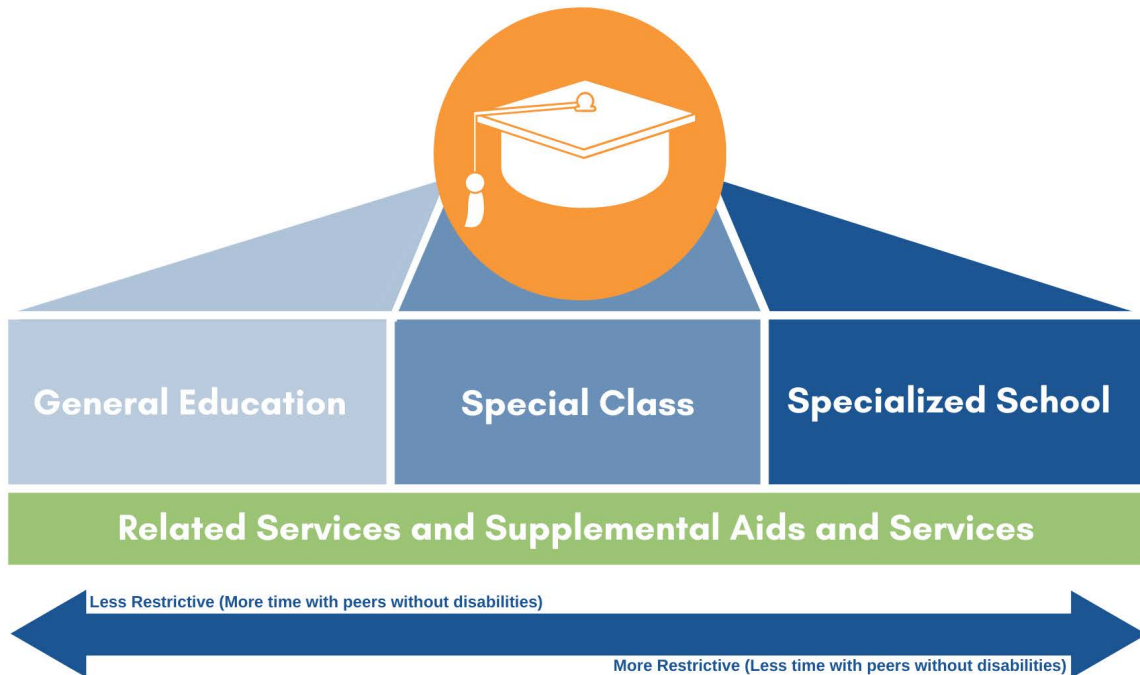 General Education
Special Class
Specialized School
Related Services and Supplemental Aids and Services
Less Restrictive (More time with peers without disabilities)
More Restrictive (Less time with peers without disabilities)